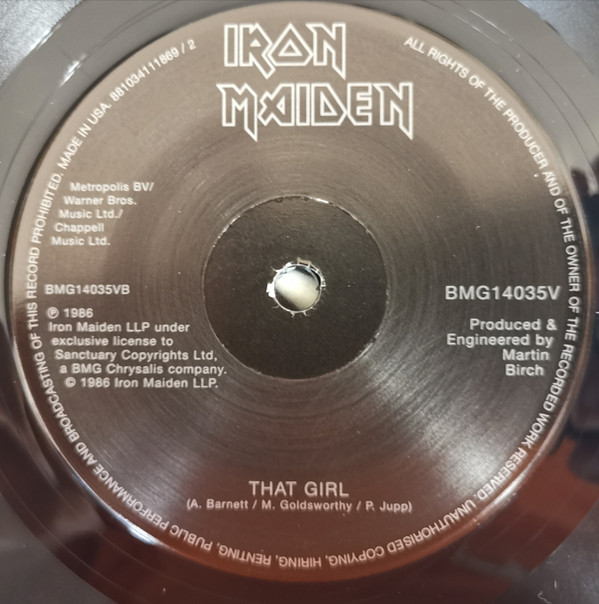 IRON
MAIDEN
ALL RIGHTS OF THE PRODUCER AND OF THE OWNER OF THE RECORDED WORK RESERVED. UNAUTHORISED COPYING, HIRING, RENTING, PUBLIC PERFORMANCE AND BROADCASTING OF THIS RECORD PROHIBITED. MADE IN USA. 881034111869 / 2
Metropolis BV/
Warner Bros.
Music Ltd./
Chappell
Music Ltd.
BMG14035VB
℗ 1986
Iron Maiden LLP under
exclusive license to
Sanctuary Copyrights Ltd,
a BMG Chrysalis company.
© 1986 Iron Maiden LLP.
BMG14035V
Produced &
Engineered by
Martin
Birch
THAT GIRL
(A. Barnett / M. Goldsworthy / P. Jupp)